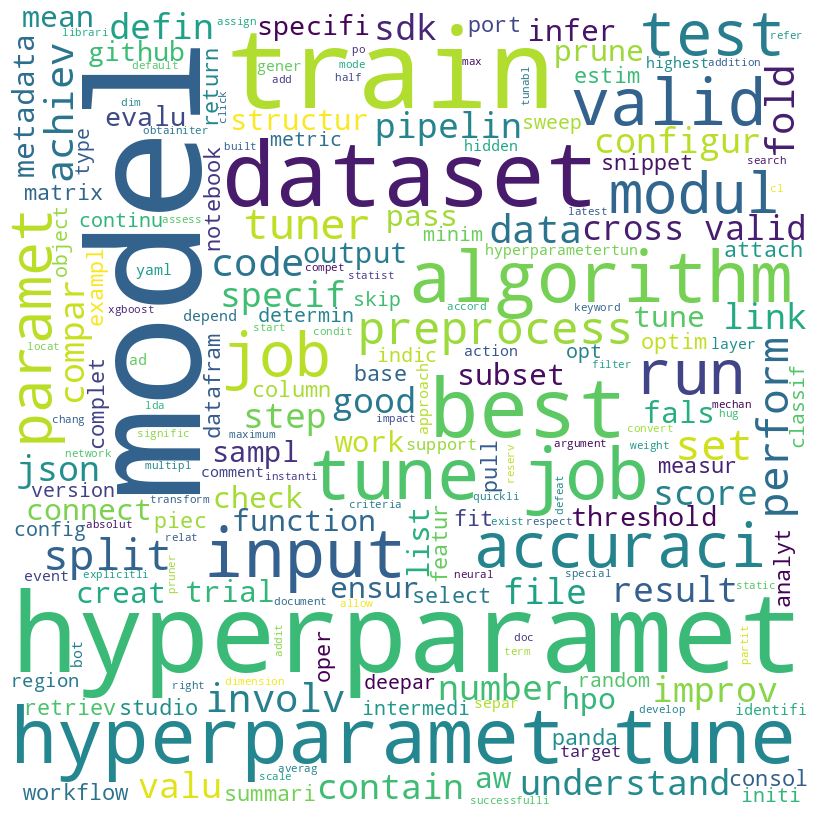 mean
librari
assign
defin
specifi
sdk
port
infer
test
po
mode
max
refer
default
github
gener
add
half
train
tunabl
prune
estim
highest
addition
metadata
achiev
model
dim
click
return
obtainiter
evalu
type
structur
built
metric
pipelin
sweep
hidden
valid
configur
fold
snippet
search
matrix
notebook
dataset
modul
cl
continu
assess
tuner
pass
minim
data
latest
cross valid
paramet
object
yaml
code
output
compet
statist
hyperparametertun
attach
exampl
compar
xgboost
depend
specif
skip
algorithm
accord
keyword
link
start
condit
determin
preprocess
tune
locat
ad
datafram
job
indic
action
opt
optim
layer
filter
complet
lda
column
base
approach
subset
run
perform
classif
chang
signific
step
good
best
fals
mechan
hug
convert
weight
network
multipl
maximum
impact
work
support
argument
set
json
sampl
comment
instanti
tune job
pull
reserv
measur
version
transform
check
criteria
quickli
defeat
score
connect
config
absolut
piec
function
list
featur
fit
exist
respect
threshold
split
relat
input
accuraci
analyt
event
explicitli
pruner
neural
special
static
creat
trial
document
allow
ensur
select
file
result
hyperparamet
bot
addit
oper
doc
term
partit
region
right
dimension
involv
deepar
number
random
improv
retriev
studio
intermedi
separ
hpo
develop
identifi
hyperparamet tune
panda
target
averag
scale
workflow
valu
summari
contain
aw
successfulli
understand
consol
initi